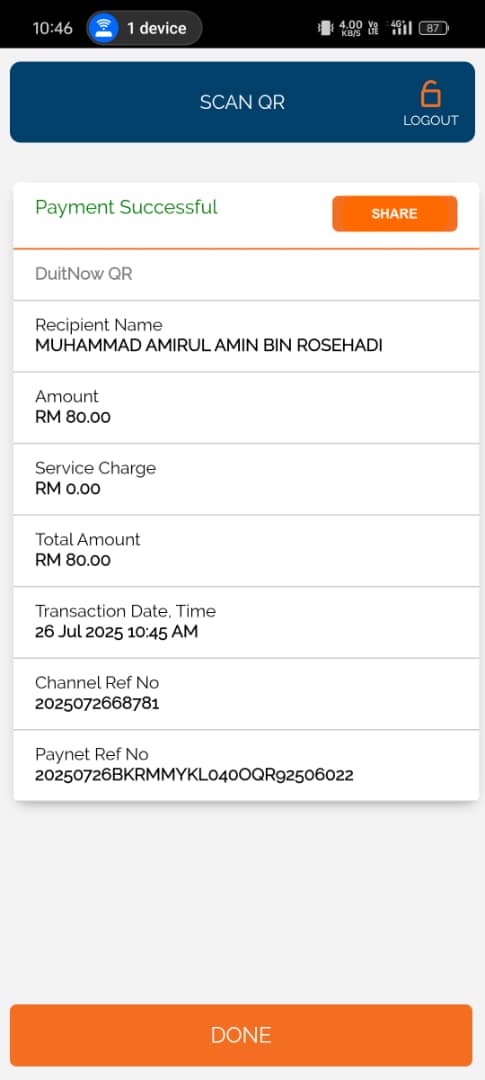 10:46
1 device
4.00 KB/S
Vo LTE
4G+
87
SCAN QR
LOGOUT
Payment Successful
SHARE
DuitNow QR
Recipient Name
MUHAMMAD AMIRUL AMIN BIN ROSEHADI
Amount
RM 80.00
Service Charge
RM 0.00
Total Amount
RM 80.00
Transaction Date, Time
26 Jul 2025 10:45 AM
Channel Ref No
2025072668781
Paynet Ref No
20250726BKRMMYKL040OQR92506022
DONE